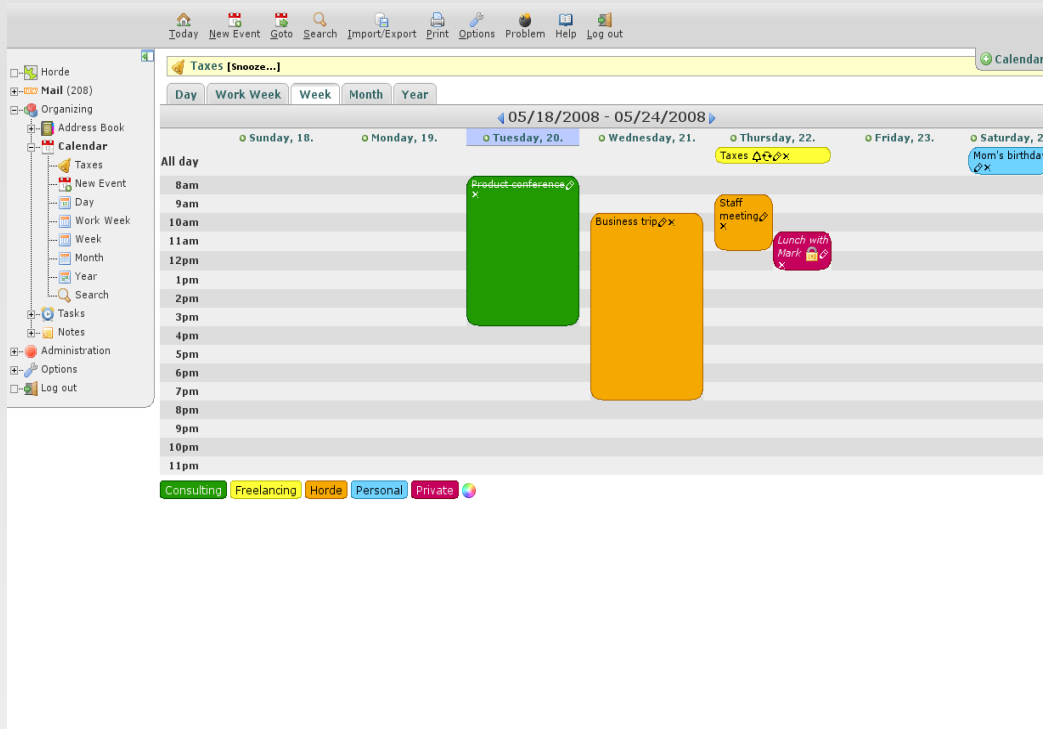 Today New Event Goto Search Import/Export Print Options Problem Help Log out
Horde
Mail (208)
Organizing
Address Book
Calendar
Taxes
New Event
Day
Work Week
Week
Month
Year
Search
Tasks
Notes
Administration
Options
Log out
Taxes [Snooze...]
Calendar
Day Work Week Week Month Year
05/18/2008 - 05/24/2008
Sunday, 18. Monday, 19. Tuesday, 20. Wednesday, 21. Thursday, 22. Friday, 23. Saturday, 2
All day
Taxes
Mom's birthda
8am
9am
10am
11am
12pm
1pm
2pm
3pm
4pm
5pm
6pm
7pm
8pm
9pm
10pm
11pm
Product conference
Business trip
Staff
meeting
Lunch with
Mark
Consulting Freelancing Horde Personal Private